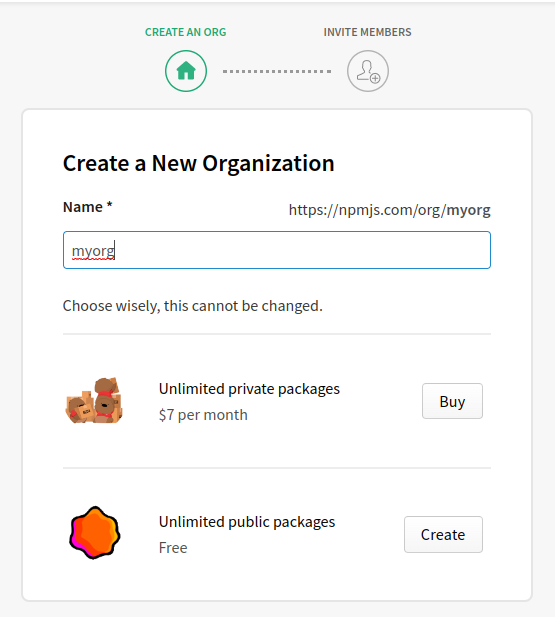 CREATE AN ORG
INVITE MEMBERS
Create a New Organization
Name *
https://npmjs.com/org/myorg
myorg
Choose wisely, this cannot be changed.
Unlimited private packages
$7 per month
Buy
Unlimited public packages
Free
Create